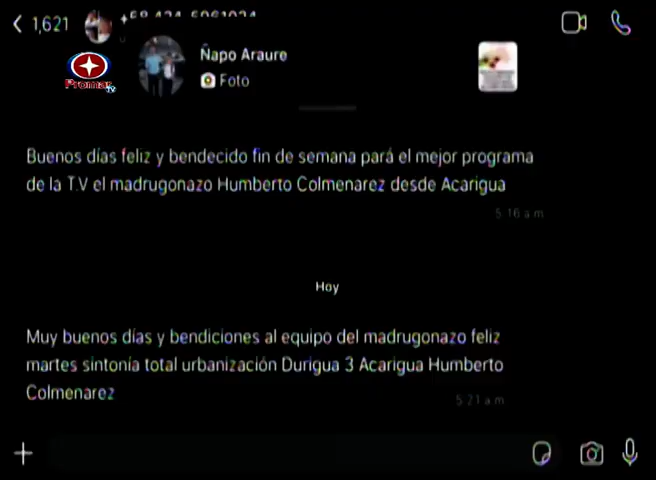 1,621
Ñapo Araure
Foto
Promar
tv
Buenos días feliz y bendecido fin de semana pará el mejor programa
de la T.V el madrugonazo Humberto Colmenarez desde Acarigua
5:16 a.m.
Hoy
Muy buenos días y bendiciones al equipo del madrugonazo feliz
martes sintonía total urbanización Durigua 3 Acarigua Humberto
Colmenarez
5:21 a.m.